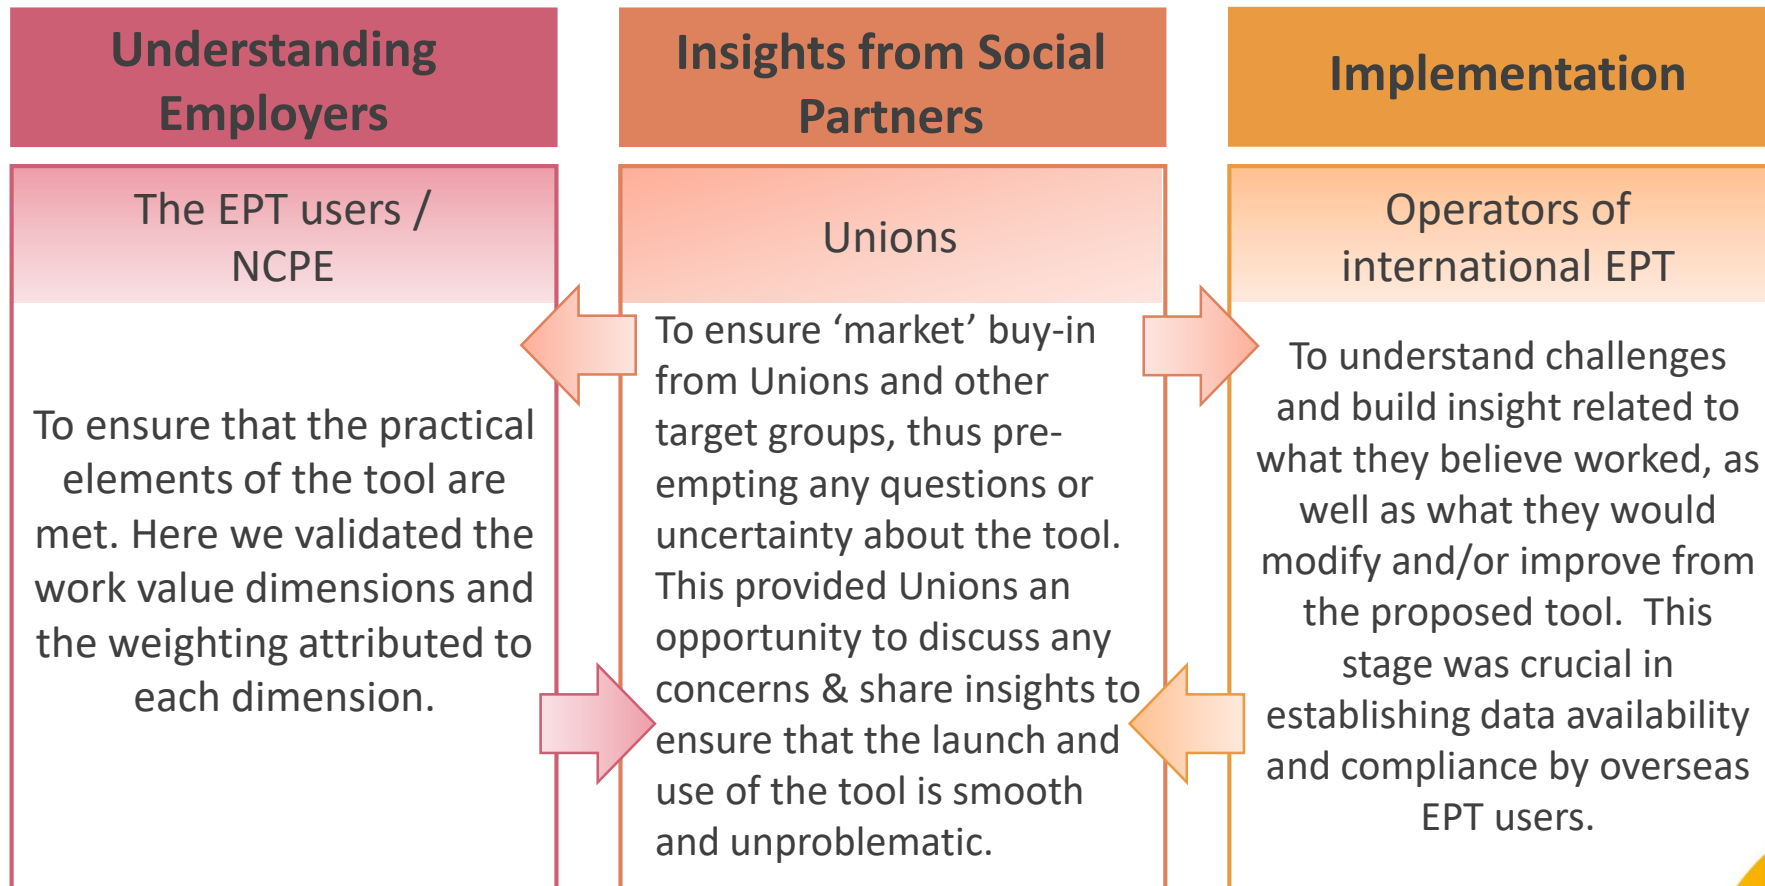 Understanding
Employers
The EPT users /
NCPE
To ensure that the practical
elements of the tool are
met. Here we validated the
work value dimensions and
the weighting attributed to
each dimension.
Insights from Social
Partners
Unions
To ensure ‘market’ buy-in
from Unions and other
target groups, thus pre-
empting any questions or
uncertainty about the tool.
This provided Unions an
opportunity to discuss any
concerns & share insights to
ensure that the launch and
use of the tool is smooth
and unproblematic.
Implementation
Operators of
international EPT
To understand challenges
and build insight related to
what they believe worked, as
well as what they would
modify and/or improve from
the proposed tool.  This
stage was crucial in
establishing data availability
and compliance by overseas
EPT users.